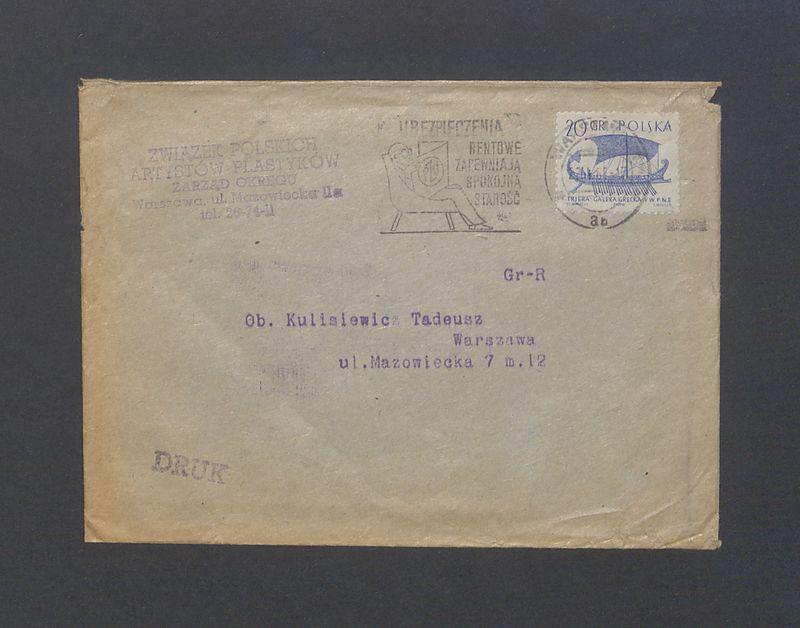 ZWIĄZEK POLSKICH
ARTYSTÓW PLASTYKÓW
ZARZĄD OKRĘGU
Warszawa, ul. Mazowiecka 11a
tel. 26-74-11
UBEZPIECZENIA
RENTOWE
ZAPEWNIAJĄ
SPOKOJNĄ
STAROŚĆ
20 GR POLSKA
TRIERA-GALERA GRECKA V W.P.N.E
ab
Gr-R
Ob. Kulisiewicz Tadeusz
Warszawa
ul.Mazowiecka 7 m.12
DRUK